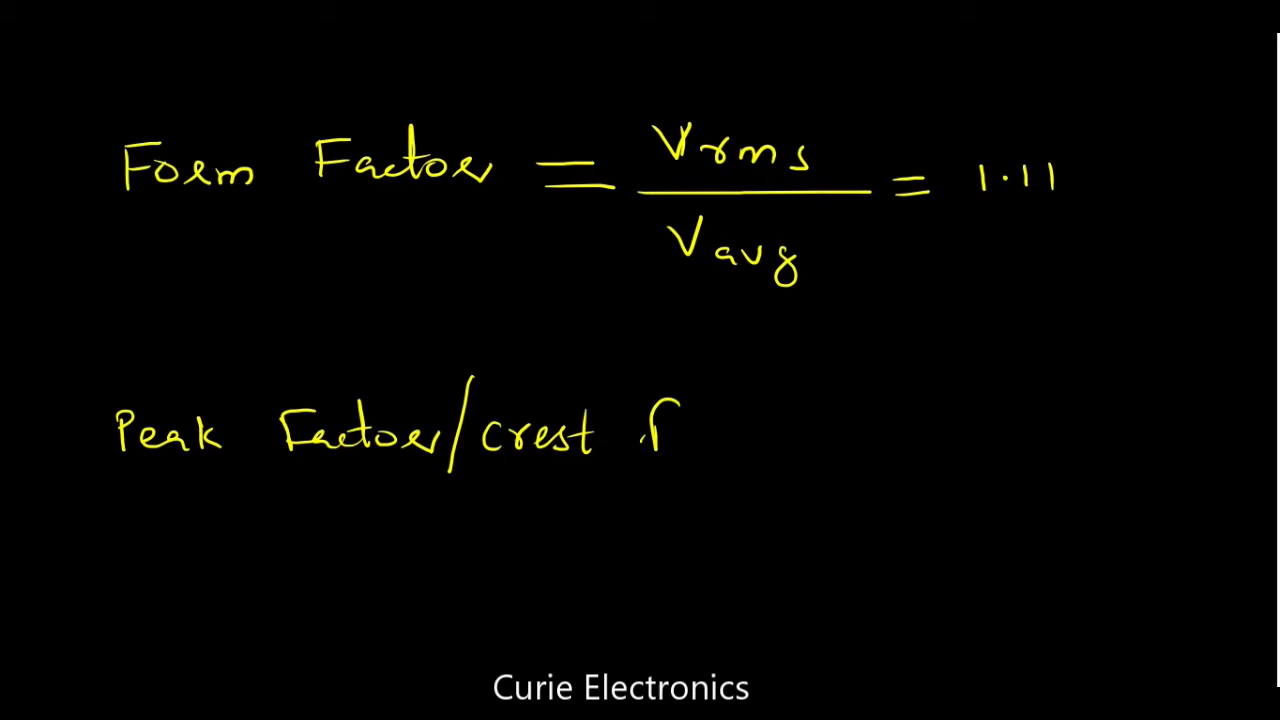 Form Factor = Vrms / Vavg = 1.11
Peak Factor/crest f
Curie Electronics